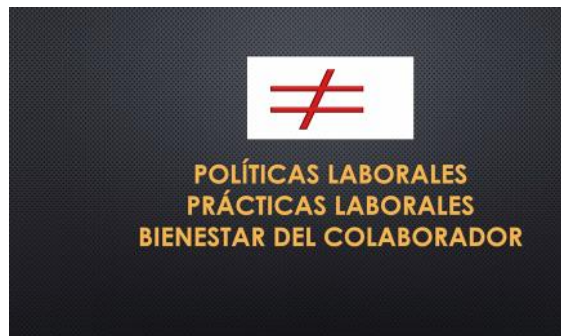 ≠
POLÍTICAS LABORALES
PRÁCTICAS LABORALES
BIENESTAR DEL COLABORADOR